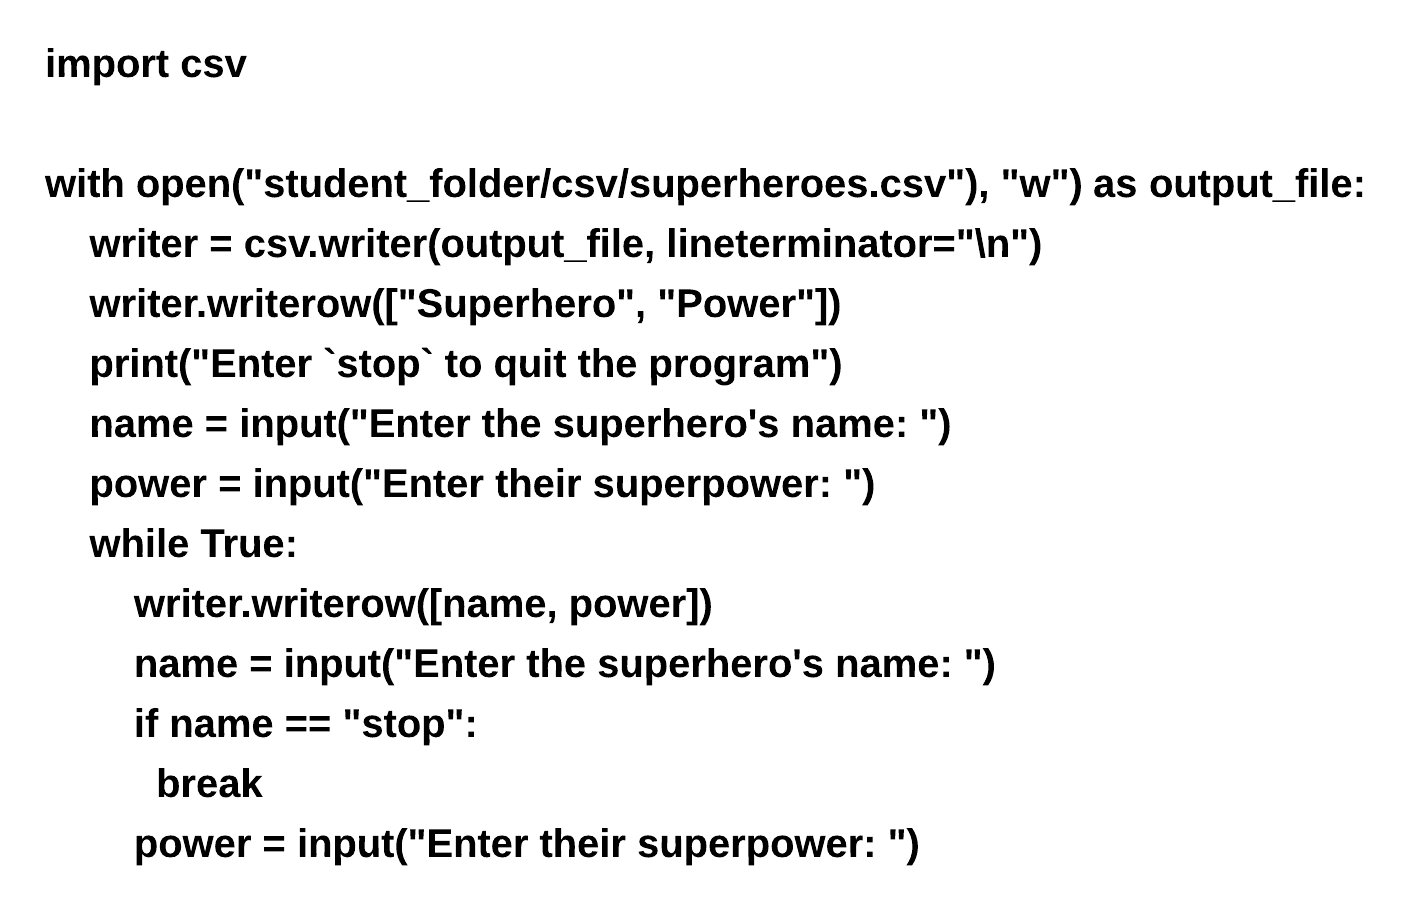 import csv

with open("student_folder/csv/superheroes.csv"), "w") as output_file:
    writer = csv.writer(output_file, lineterminator="\n")
    writer.writerow(["Superhero", "Power"])
    print("Enter `stop` to quit the program")
    name = input("Enter the superhero's name: ")
    power = input("Enter their superpower: ")
    while True:
        writer.writerow([name, power])
        name = input("Enter the superhero's name: ")
        if name == "stop":
          break
        power = input("Enter their superpower: ")